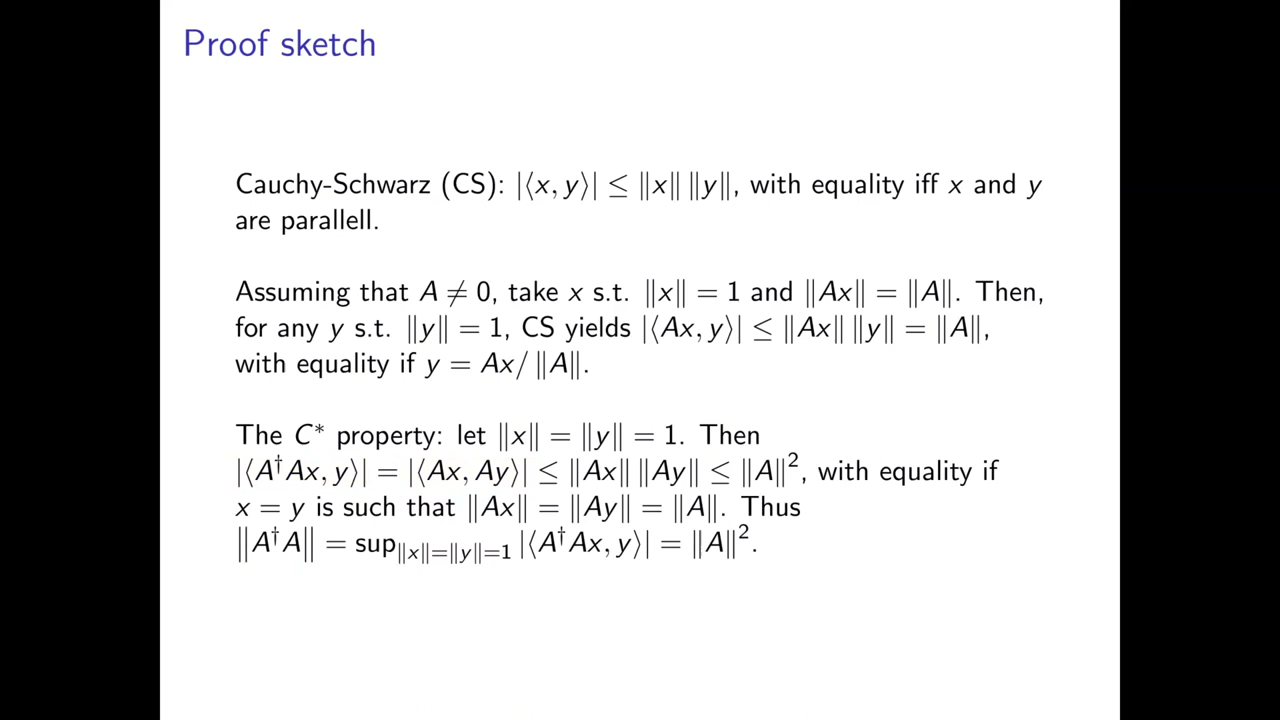 Proof sketch
Cauchy-Schwarz (CS): |⟨x, y⟩| ≤ ‖x‖ ‖y‖, with equality iff x and y
are parallell.
Assuming that A ≠ 0, take x s.t. ‖x‖ = 1 and ‖Ax‖ = ‖A‖. Then,
for any y s.t. ‖y‖ = 1, CS yields |⟨Ax, y⟩| ≤ ‖Ax‖ ‖y‖ = ‖A‖,
with equality if y = Ax/ ‖A‖.
The C* property: let ‖x‖ = ‖y‖ = 1. Then
|⟨A†Ax, y⟩| = |⟨Ax, Ay⟩| ≤ ‖Ax‖ ‖Ay‖ ≤ ‖A‖², with equality if
x = y is such that ‖Ax‖ = ‖Ay‖ = ‖A‖. Thus
‖A†A‖ = sup‖x‖=‖y‖=1 |⟨A†Ax, y⟩| = ‖A‖².